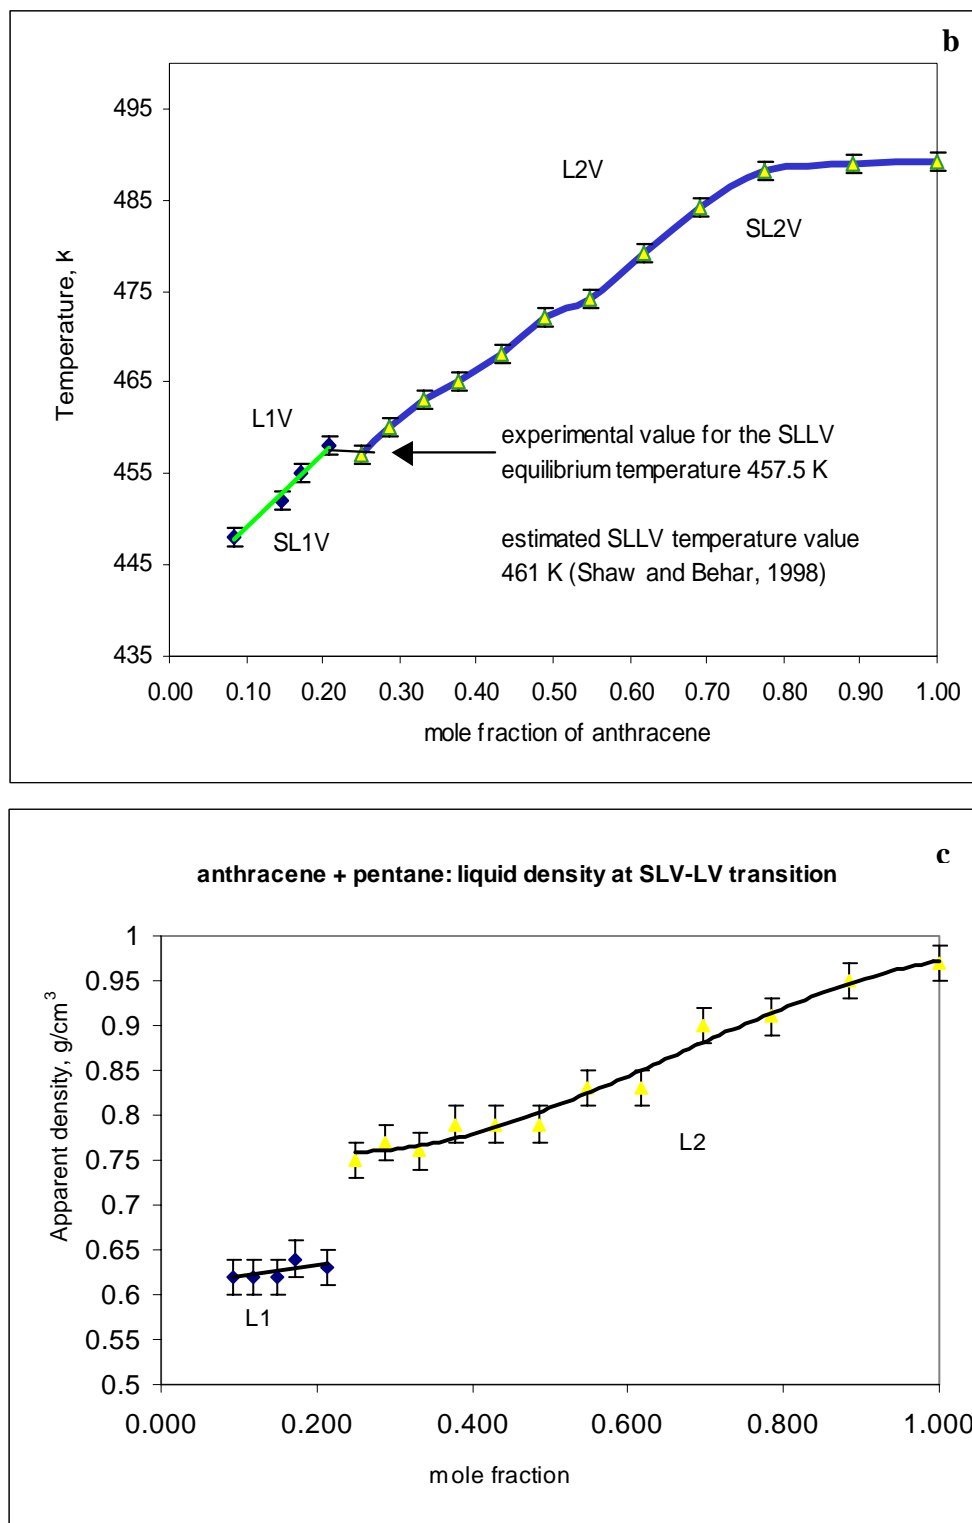 b
495
485
475
465
455
445
435
Temperature, K
L2V
SL2V
L1V
SL1V
experimental value for the SLLV
equilibrium temperature 457.5 K
estimated SLLV temperature value
461 K (Shaw and Behar, 1998)
0.00 0.10 0.20 0.30 0.40 0.50 0.60 0.70 0.80 0.90 1.00
mole fraction of anthracene
c
anthracene + pentane: liquid density at SLV-LV transition
1
0.95
0.9
0.85
0.8
0.75
0.7
0.65
0.6
0.55
0.5
Apparent density, g/cm³
L2
L1
0.000 0.200 0.400 0.600 0.800 1.000
mole fraction